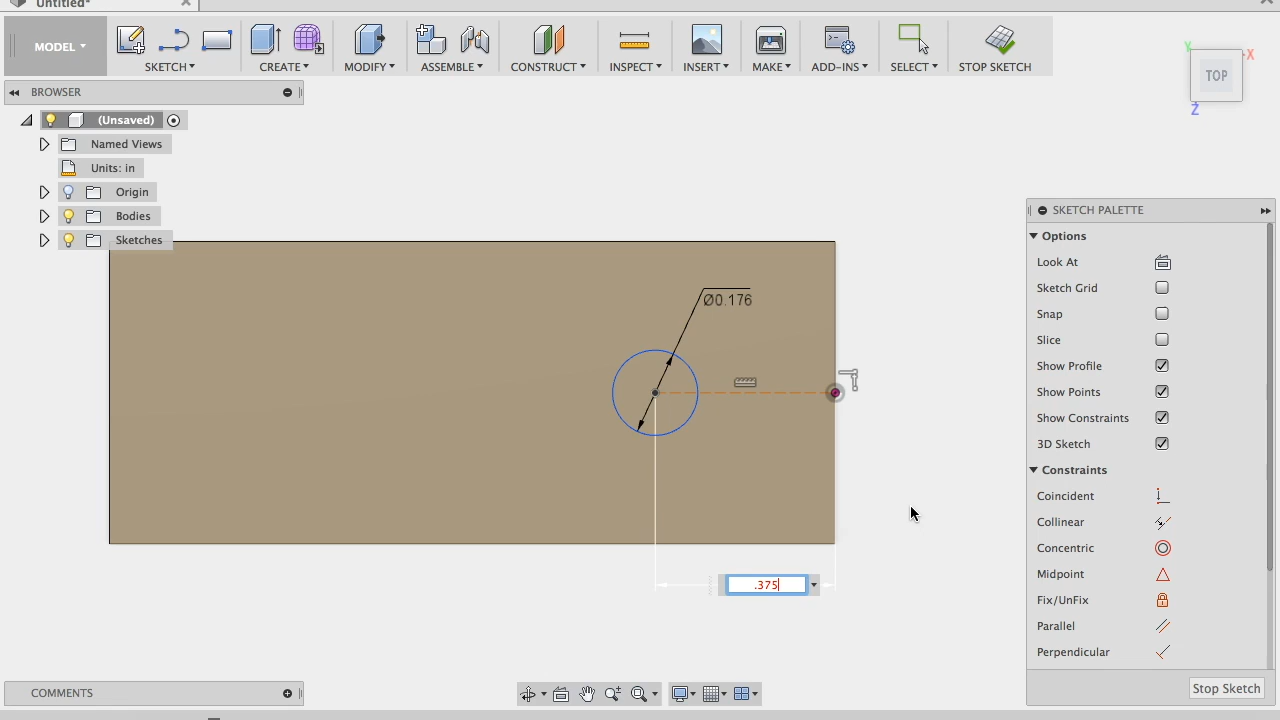 Untitled*
MODEL
SKETCH
CREATE
MODIFY
ASSEMBLE
CONSTRUCT
INSPECT
INSERT
MAKE
ADD-INS
SELECT
STOP SKETCH
Y
X
TOP
Z
BROWSER
(Unsaved)
Named Views
Units: in
Origin
Bodies
Sketches
Ø0.176
.375
SKETCH PALETTE
Options
Look At
Sketch Grid
Snap
Slice
Show Profile
Show Points
Show Constraints
3D Sketch
Constraints
Coincident
Collinear
Concentric
Midpoint
Fix/UnFix
Parallel
Perpendicular
Stop Sketch
COMMENTS